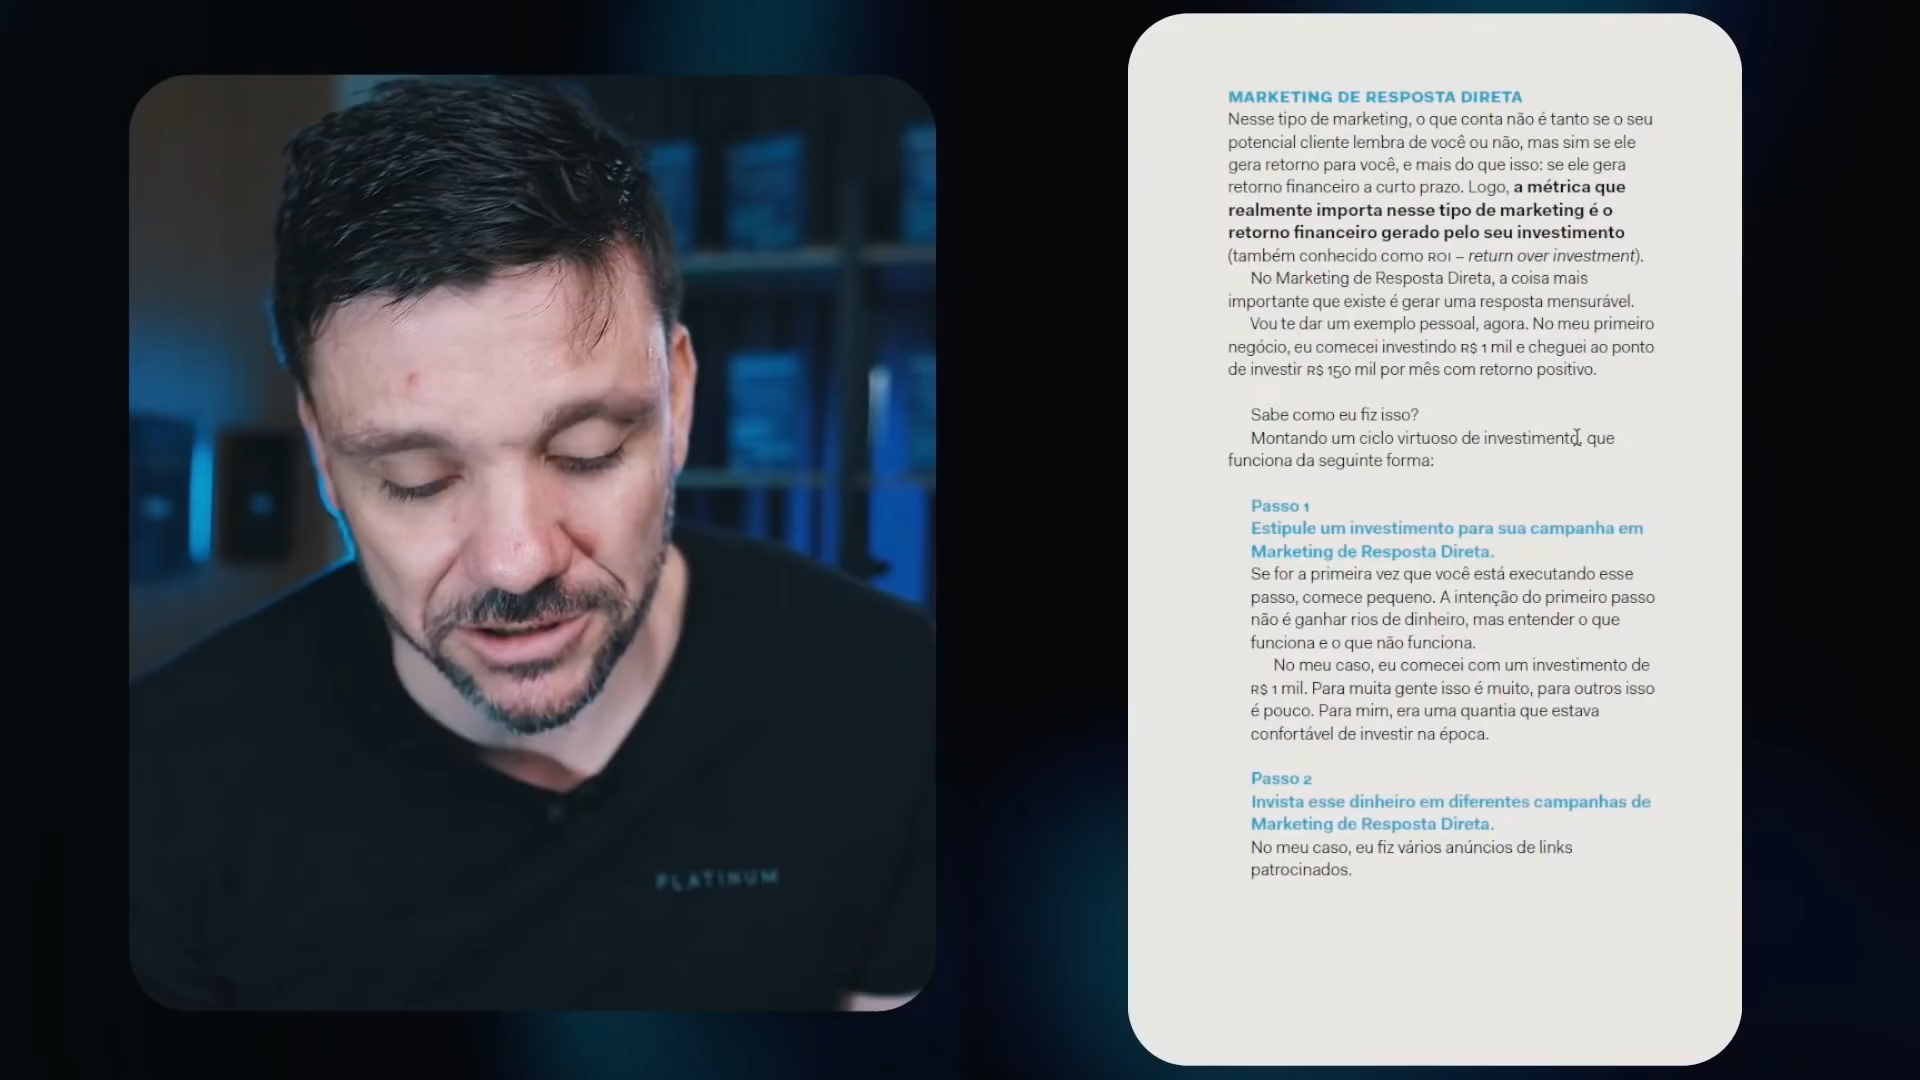 PLATINUM
MARKETING DE RESPOSTA DIRETA
Nesse tipo de marketing, o que conta não é tanto se o seu
potencial cliente lembra de você ou não, mas sim se ele
gera retorno para você, e mais do que isso: se ele gera
retorno financeiro a curto prazo. Logo, a métrica que
realmente importa nesse tipo de marketing é o
retorno financeiro gerado pelo seu investimento
(também conhecido como ROI – return over investment).
No Marketing de Resposta Direta, a coisa mais
importante que existe é gerar uma resposta mensurável.
Vou te dar um exemplo pessoal, agora. No meu primeiro
negócio, eu comecei investindo R$ 1 mil e cheguei ao ponto
de investir R$ 150 mil por mês com retorno positivo.
Sabe como eu fiz isso?
Montando um ciclo virtuoso de investimento, que
funciona da seguinte forma:
Passo 1
Estipule um investimento para sua campanha em
Marketing de Resposta Direta.
Se for a primeira vez que você está executando esse
passo, comece pequeno. A intenção do primeiro passo
não é ganhar rios de dinheiro, mas entender o que
funciona e o que não funciona.
No meu caso, eu comecei com um investimento de
R$ 1 mil. Para muita gente isso é muito, para outros isso
é pouco. Para mim, era uma quantia que estava
confortável de investir na época.
Passo 2
Invista esse dinheiro em diferentes campanhas de
Marketing de Resposta Direta.
No meu caso, eu fiz vários anúncios de links
patrocinados.